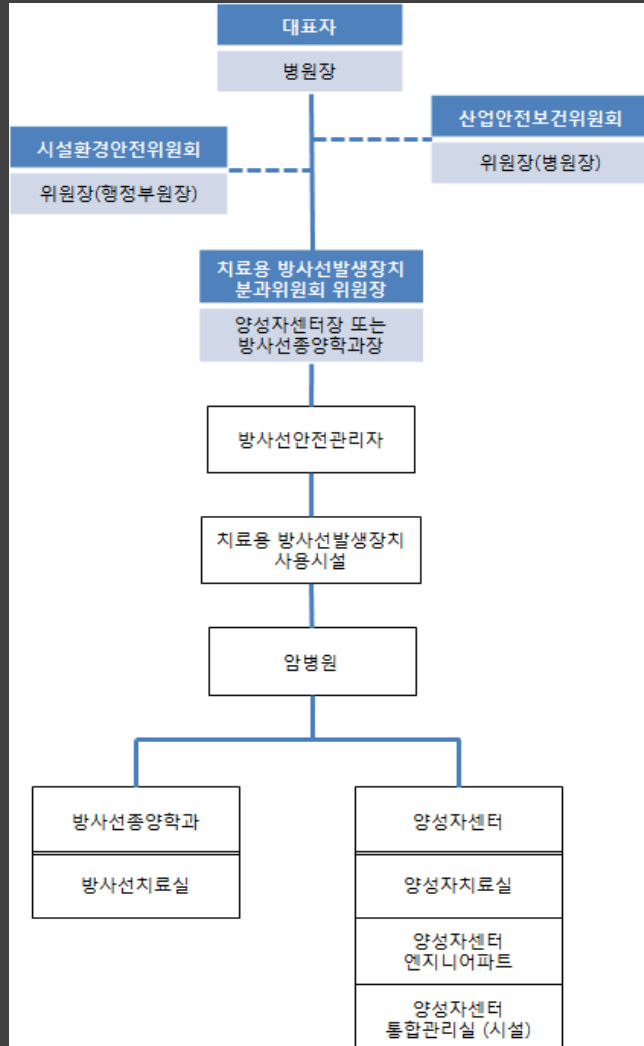 대표자
병원장
산업안전보건위원회
위원장(병원장)
시설환경안전위원회
위원장(행정부원장)
치료용 방사선발생장치
분과위원회 위원장
양성자센터장 또는
방사선종양학과장
방사선안전관리자
치료용 방사선발생장치
사용시설
암병원
방사선종양학과
방사선치료실
양성자센터
양성자치료실
양성자센터
엔지니어파트
양성자센터
통합관리실 (시설)